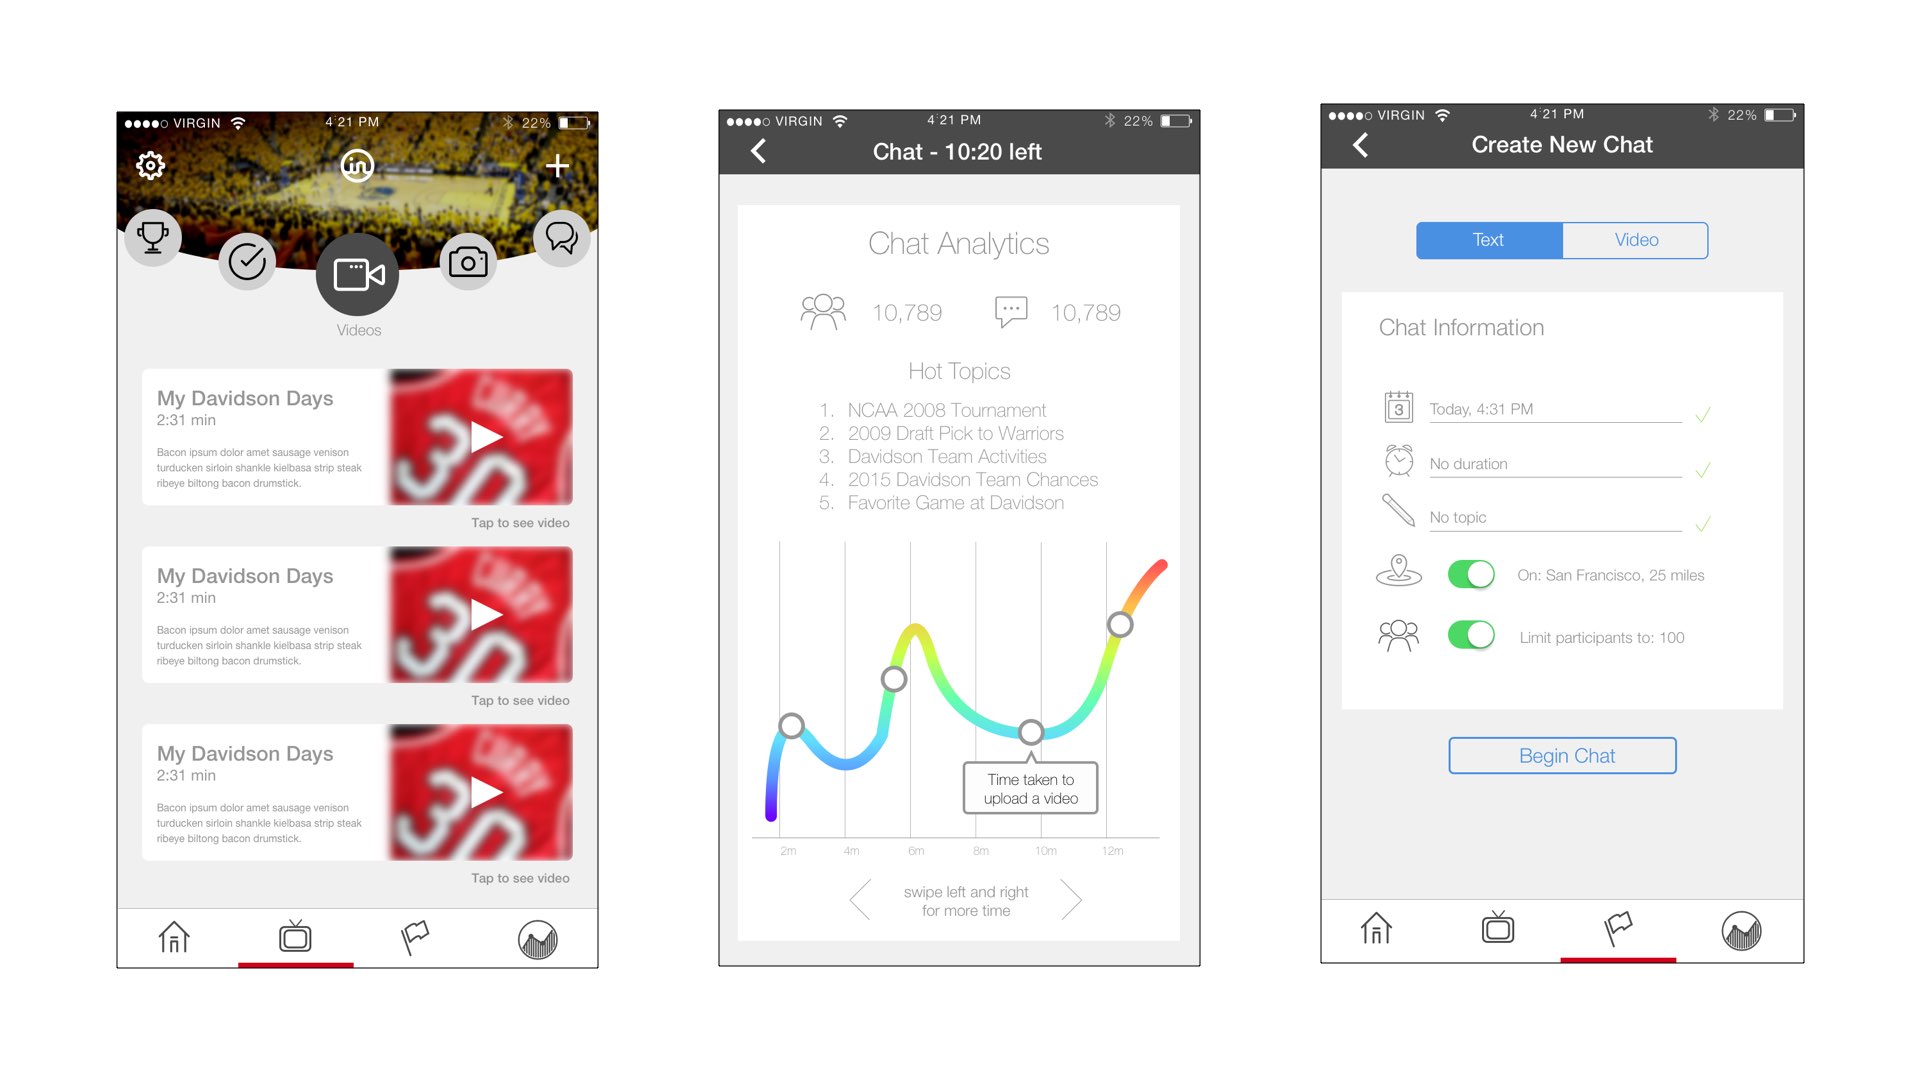 VIRGIN 4:21 PM 22%
in
Videos
My Davidson Days
2:31 min
Bacon ipsum dolor amet sausage venison
turducken sirloin shankle kielbasa strip steak
ribeye biltong bacon drumstick.
CURRY
30
Tap to see video
My Davidson Days
2:31 min
Bacon ipsum dolor amet sausage venison
turducken sirloin shankle kielbasa strip steak
ribeye biltong bacon drumstick.
CURRY
30
Tap to see video
My Davidson Days
2:31 min
Bacon ipsum dolor amet sausage venison
turducken sirloin shankle kielbasa strip steak
ribeye biltong bacon drumstick.
CURRY
30
Tap to see video
VIRGIN 4:21 PM 22%
Chat - 10:20 left
Chat Analytics
10,789 10,789
Hot Topics
1. NCAA 2008 Tournament
2. 2009 Draft Pick to Warriors
3. Davidson Team Activities
4. 2015 Davidson Team Chances
5. Favorite Game at Davidson
Time taken to
upload a video
2m 4m 6m 8m 10m 12m
swipe left and right
for more time
VIRGIN 4:21 PM 22%
Create New Chat
Text Video
Chat Information
3 Today, 4:31 PM
No duration
No topic
On: San Francisco, 25 miles
Limit participants to: 100
Begin Chat